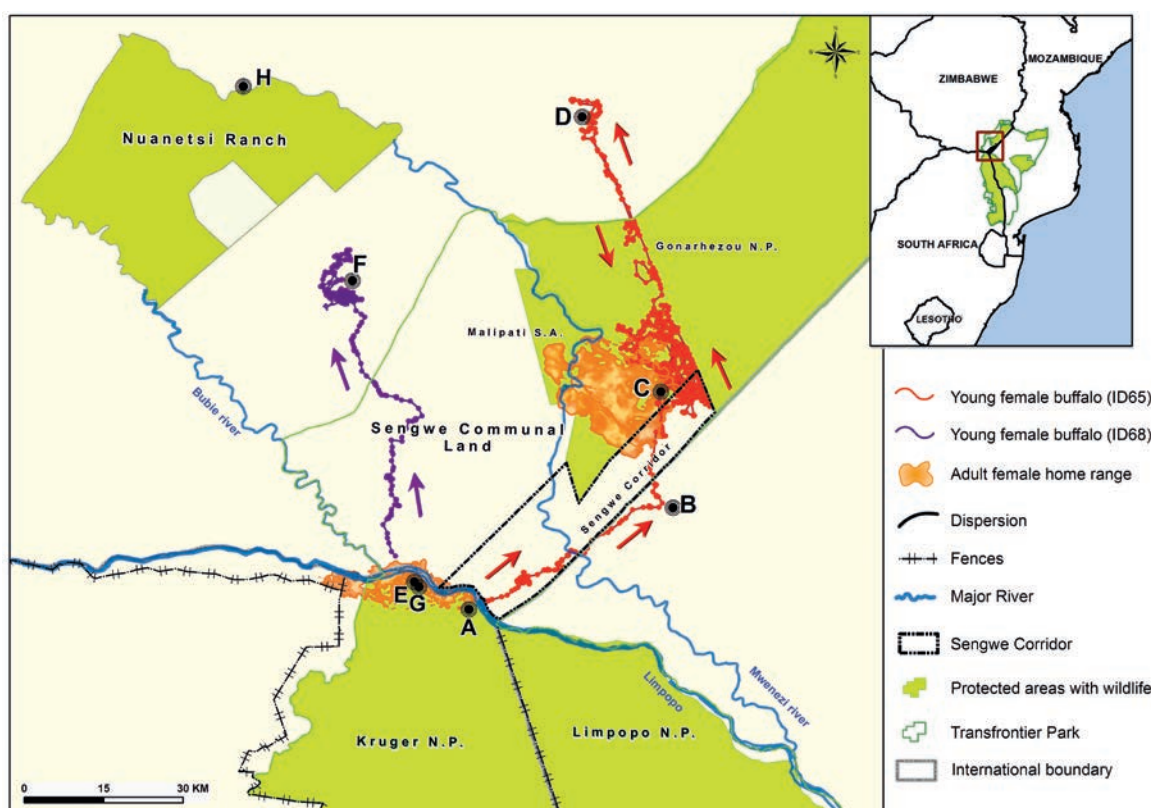 H
Nuanetsi Ranch
D
F
Gonarhezou N.P.
Malipati S.A.
C
Bubie river
Sengwe Communal
Land
Sengwe Corridor
B
E
G
A
Mwenezi river
Limpopo
Kruger N.P.
Limpopo N.P.
0
15
30 KM
ZIMBABWE
MOZAMBIQUE
SOUTH AFRICA
LESOTHO
Young female buffalo (ID65)
Young female buffalo (ID68)
Adult female home range
Dispersion
Fences
Major River
Sengwe Corridor
Protected areas with wildlife
Transfrontier Park
International boundary